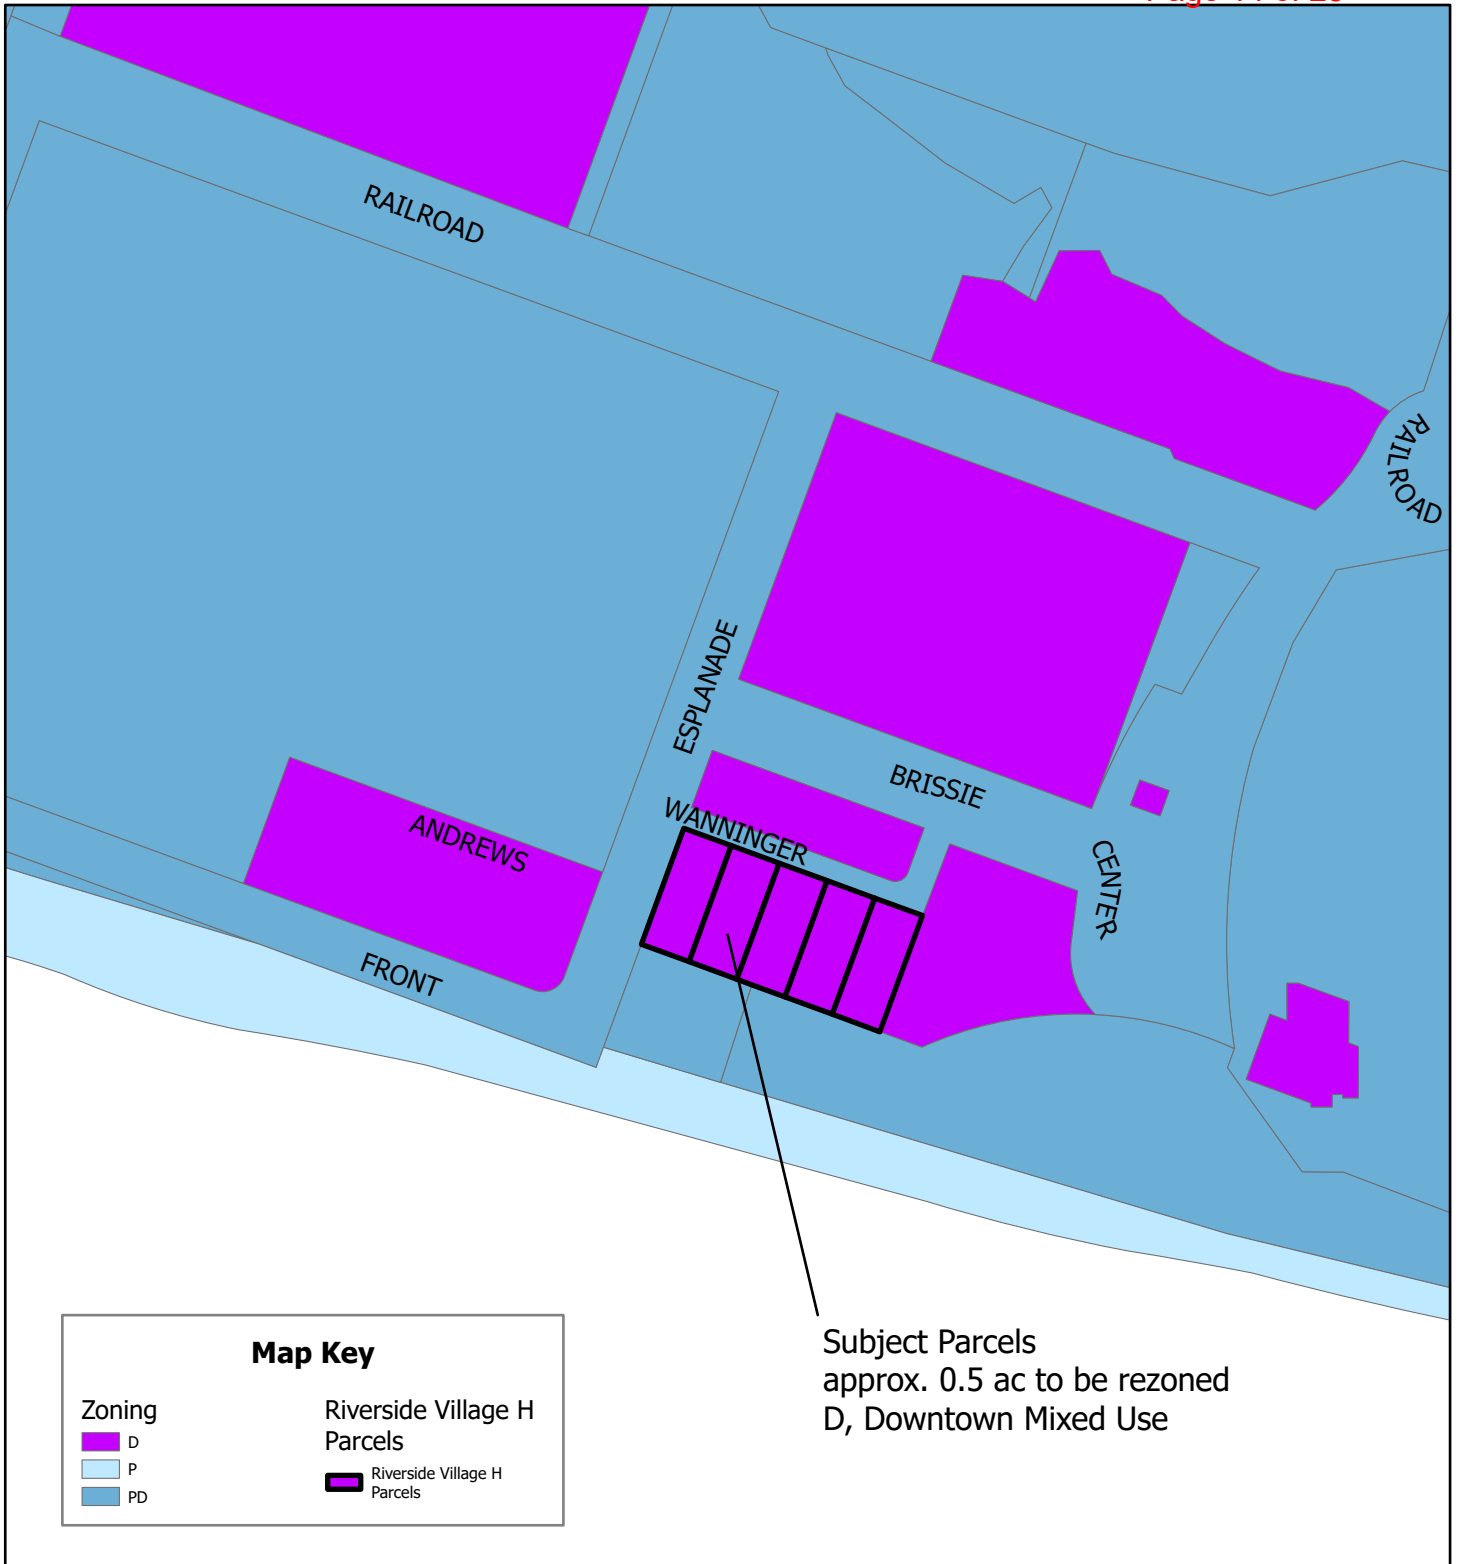 RAILROAD
RAILROAD
ESPLANADE
BRISSIE
WANNINGER
ANDREWS
CENTER
FRONT
Subject Parcels
approx. 0.5 ac to be rezoned
D, Downtown Mixed Use
Map Key
Zoning
D
P
PD
Riverside Village H
Parcels
Riverside Village H
Parcels